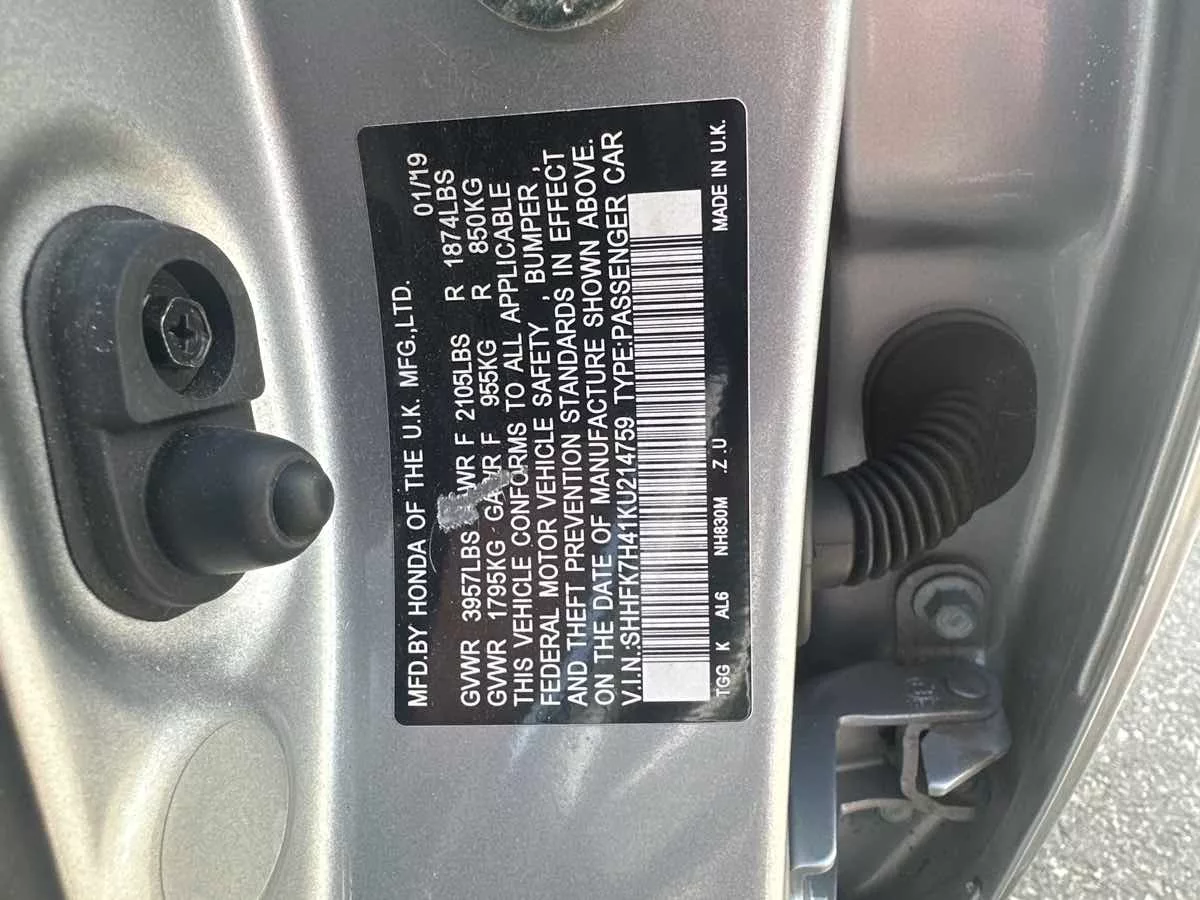 MFD.BY HONDA OF THE U.K. MFG.,LTD. 01/'19
GVWR 3957LBS WR F 2105LBS R 1874LBS
GVWR 1795KG GAWR F 955KG R 850KG
THIS VEHICLE CONFORMS TO ALL APPLICABLE
FEDERAL MOTOR VEHICLE SAFETY , BUMPER ,
AND THEFT PREVENTION STANDARDS IN EFFECT
ON THE DATE OF MANUFACTURE SHOWN ABOVE.
V.I.N.:SHHFK7H41KU214759 TYPE:PASSENGER CAR
TGG K AL6 NH830M Z .U MADE IN U.K.